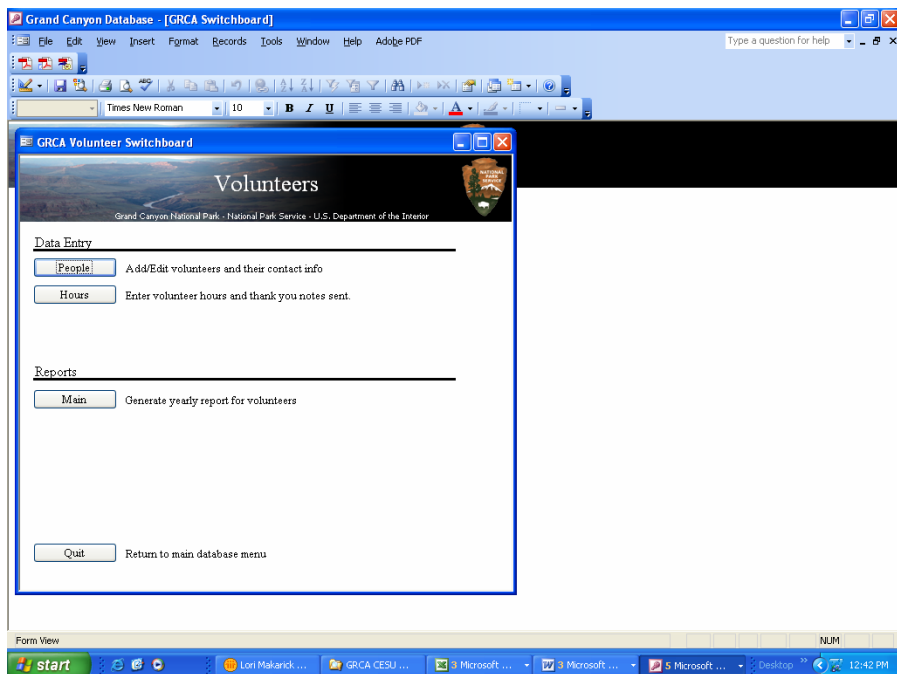 Grand Canyon Database - [GRCA Switchboard]
File Edit View Insert Format Records Tools Window Help Adobe PDF Type a question for help
Times New Roman 10 B I U A
GRCA Volunteer Switchboard
Volunteers
NATIONAL PARK SERVICE
Grand Canyon National Park - National Park Service - U.S. Department of the Interior
Data Entry
People Add/Edit volunteers and their contact info
Hours Enter volunteer hours and thank you notes sent.
Reports
Main Generate yearly report for volunteers
Quit Return to main database menu
Form View NUM
start Lori Makarick ... GRCA CESU ... 3 Microsoft ... 3 Microsoft ... 5 Microsoft ... Desktop » 12:42 PM